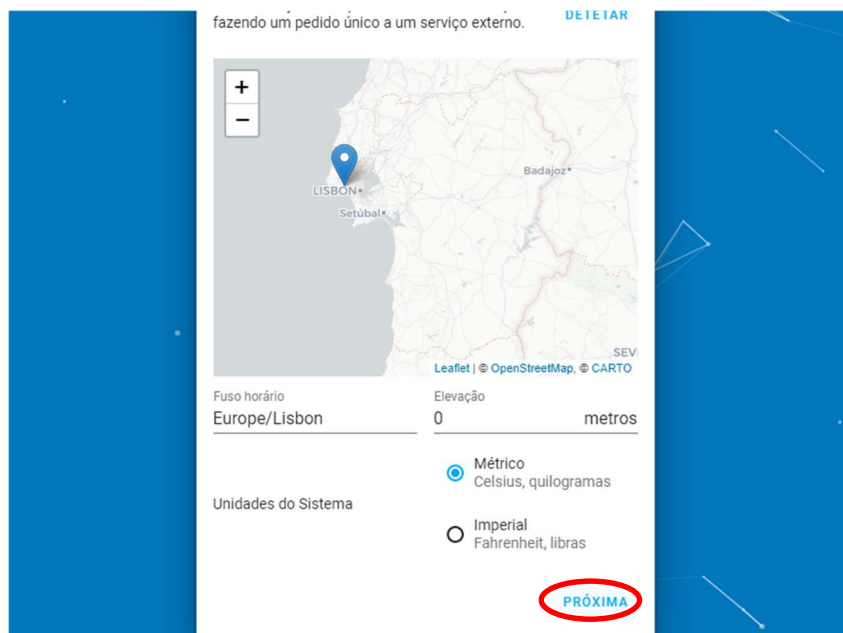 fazendo um pedido único a um serviço externo.
DETETAR
+
−
Badajoz
LISBON
Setúbal
SEV
Leaflet | © OpenStreetMap, © CARTO
Fuso horário
Europe/Lisbon
Elevação
0 metros
Unidades do Sistema
Métrico
Celsius, quilogramas
Imperial
Fahrenheit, libras
PRÓXIMA